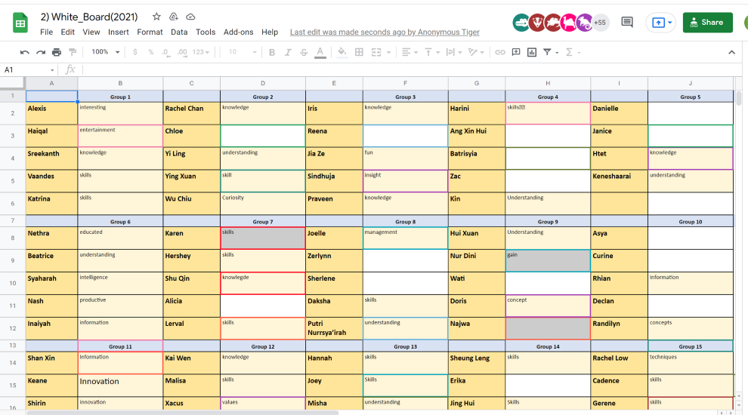 2) White_Board(2021)
File Edit View Insert Format Data Tools Add-ons Help Last edit was made seconds ago by Anonymous Tiger
+55
Share
100% $ % .0 .00 123 10 B I S A
A1 fx
A B C D E F G H I J
1 Group 1 Group 2 Group 3 Group 4 Group 5
2 Alexis interesting Rachel Chan knowledge Iris knowledge Harini skills Danielle
3 Haiqal entertainment Chloe Reena Ang Xin Hui Janice
4 Sreekanth knowledge Yi Ling understanding Jia Ze fun Batrisyia Htet knowledge
5 Vaandes skills Ying Xuan skill Sindhuja insight Zac Keneshaarai understanding
6 Katrina skills Wu Chiu Curiosity Praveen knowledge Kin Understanding
7 Group 6 Group 7 Group 8 Group 9 Group 10
8 Nethra educated Karen skills Joelle management Hui Xuan Understanding Asya
9 Beatrice understanding Hershey skills Zerlynn Nur Dini gain Curine
10 Syaharah intelligence Shu Qin knowlegde Sherlene Wati Rhian information
11 Nash productive Alicia Daksha skills Doris concept Declan
12 Inaiyah information Lerval skills Putri Nurrsya'irah understanding Najwa Randilyn concepts
13 Group 11 Group 12 Group 13 Group 14 Group 15
14 Shan Xin Information Kai Wen knowledge Hannah skills Sheung Leng skills Rachel Low techniques
15 Keane Innovation Malisa skills Joey Skills Erika Cadence skills
16 Shirin innovation Xacus values Misha understanding Jing Hui Skills Gerene skills